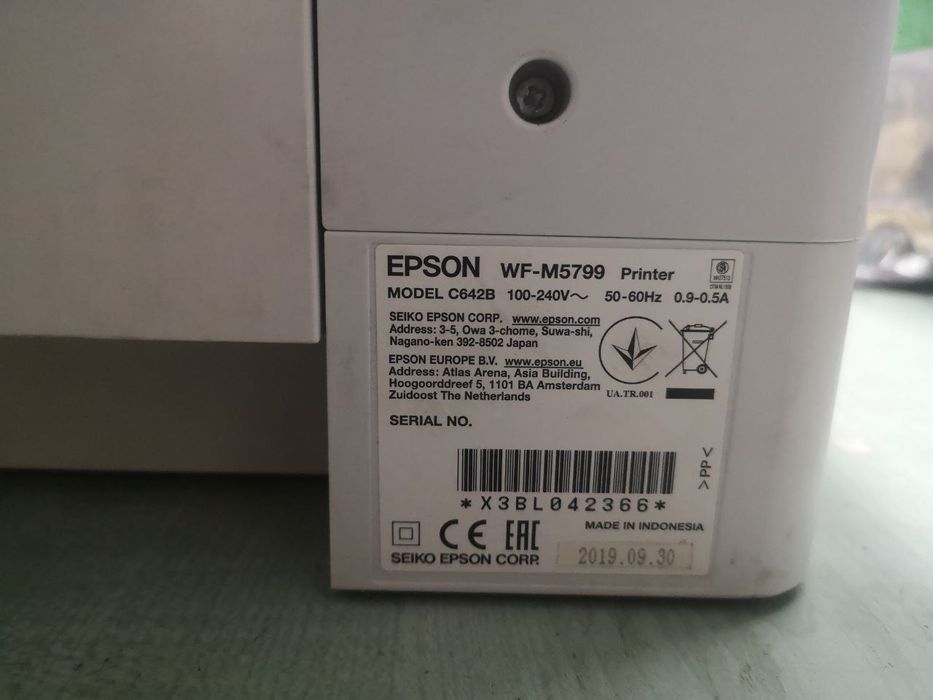 EPSON WF-M5799 Printer
MODEL C642B 100-240V~ 50-60Hz 0.9-0.5A
SEIKO EPSON CORP. www.epson.com
Address: 3-5, Owa 3-chome, Suwa-shi,
Nagano-ken 392-8502 Japan
EPSON EUROPE B.V. www.epson.eu
Address: Atlas Arena, Asia Building,
Hoogoorddreef 5, 1101 BA Amsterdam
Zuidoost The Netherlands
UA.TR.001
SERIAL NO.
>PP<
*X3BL042366*
MADE IN INDONESIA
CE EAC
SEIKO EPSON CORP.
2019.09.30